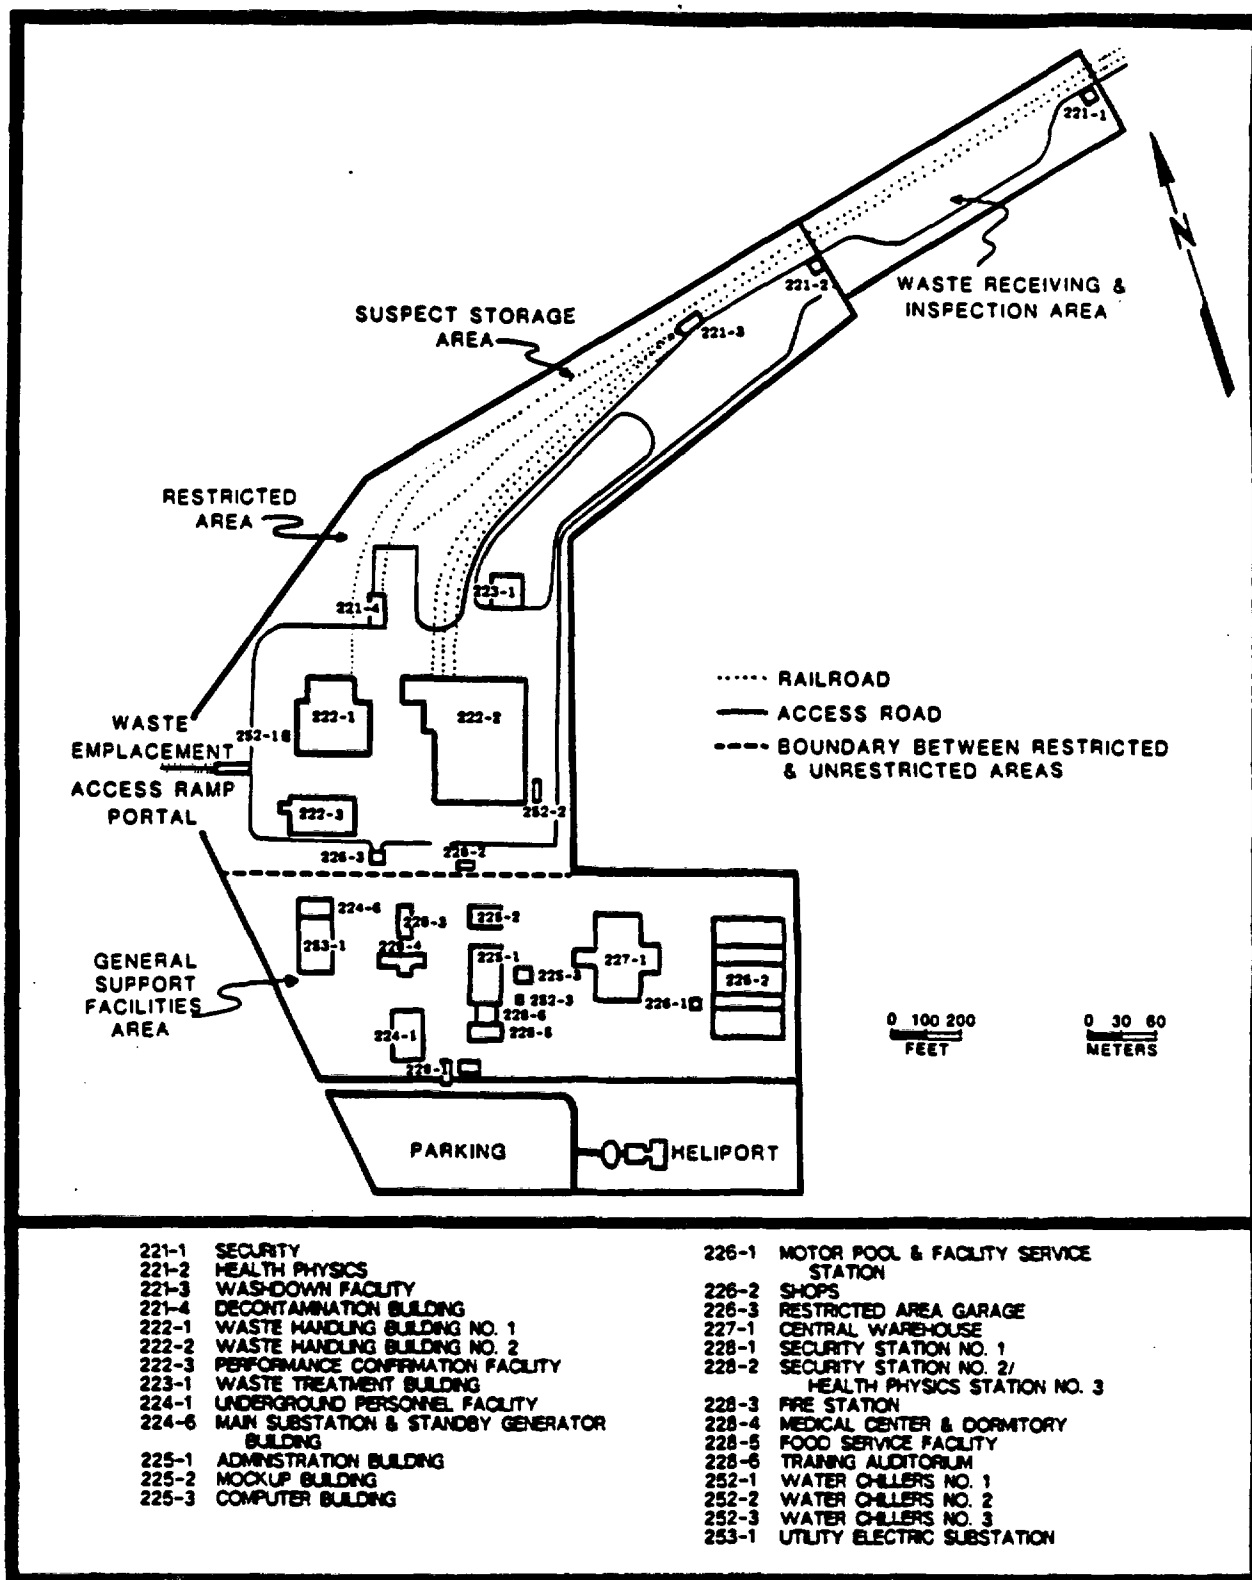 221-1
N
WASTE RECEIVING &
INSPECTION AREA
221-2
SUSPECT STORAGE
AREA
221-3
RESTRICTED
AREA
223-1
221-4
RAILROAD
ACCESS ROAD
BOUNDARY BETWEEN RESTRICTED
& UNRESTRICTED AREAS
222-1
222-2
252-1
WASTE
EMPLACEMENT
ACCESS RAMP
PORTAL
222-3
252-2
226-3
228-2
224-6
228-3
225-2
253-1
228-4
225-1
227-1
225-3
226-2
252-3
226-1
GENERAL
SUPPORT
FACILITIES
AREA
228-6
228-5
224-1
228-1
0 100 200
FEET
0 30 60
METERS
PARKING
HELIPORT
221-1 SECURITY
221-2 HEALTH PHYSICS
221-3 WASHDOWN FACILITY
221-4 DECONTAMINATION BUILDING
222-1 WASTE HANDLING BUILDING NO. 1
222-2 WASTE HANDLING BUILDING NO. 2
222-3 PERFORMANCE CONFIRMATION FACILITY
223-1 WASTE TREATMENT BUILDING
224-1 UNDERGROUND PERSONNEL FACILITY
224-6 MAIN SUBSTATION & STANDBY GENERATOR
BUILDING
225-1 ADMINISTRATION BUILDING
225-2 MOCKUP BUILDING
225-3 COMPUTER BUILDING
226-1 MOTOR POOL & FACILITY SERVICE
STATION
226-2 SHOPS
226-3 RESTRICTED AREA GARAGE
227-1 CENTRAL WAREHOUSE
228-1 SECURITY STATION NO. 1
228-2 SECURITY STATION NO. 2/
HEALTH PHYSICS STATION NO. 3
228-3 FIRE STATION
228-4 MEDICAL CENTER & DORMITORY
228-5 FOOD SERVICE FACILITY
228-6 TRAINING AUDITORIUM
252-1 WATER CHILLERS NO. 1
252-2 WATER CHILLERS NO. 2
252-3 WATER CHILLERS NO. 3
253-1 UTILITY ELECTRIC SUBSTATION